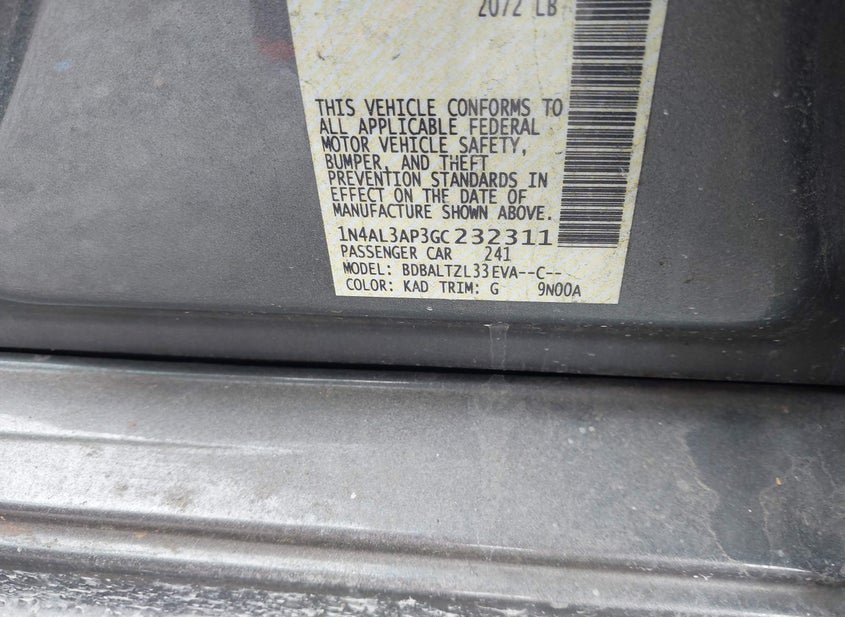 2072 LB
THIS VEHICLE CONFORMS TO
ALL APPLICABLE FEDERAL
MOTOR VEHICLE SAFETY,
BUMPER, AND THEFT
PREVENTION STANDARDS IN
EFFECT ON THE DATE OF
MANUFACTURE SHOWN ABOVE.
1N4AL3AP3GC232311
PASSENGER CAR 241
MODEL: BDBALTZL33EVA--C--
COLOR: KAD TRIM: G 9N00A